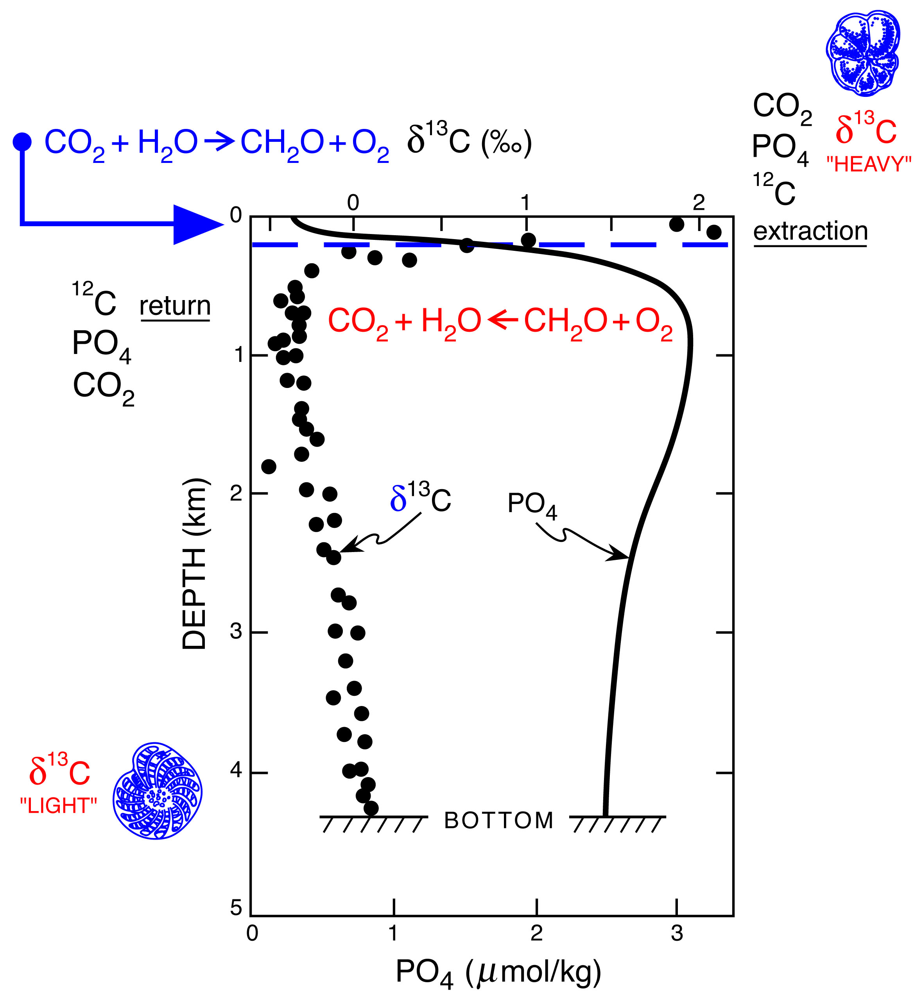 CO₂ + H₂O → CH₂O + O₂ δ¹³C (‰)
CO₂
PO₄
¹²C
extraction
δ¹³C
"HEAVY"
0 1 2
0
1
2
3
4
5
¹²C return
PO₄
CO₂
CO₂ + H₂O ← CH₂O + O₂
DEPTH (km)
δ¹³C
PO₄
δ¹³C
"LIGHT"
BOTTOM
0 1 2 3
PO₄ (μmol/kg)